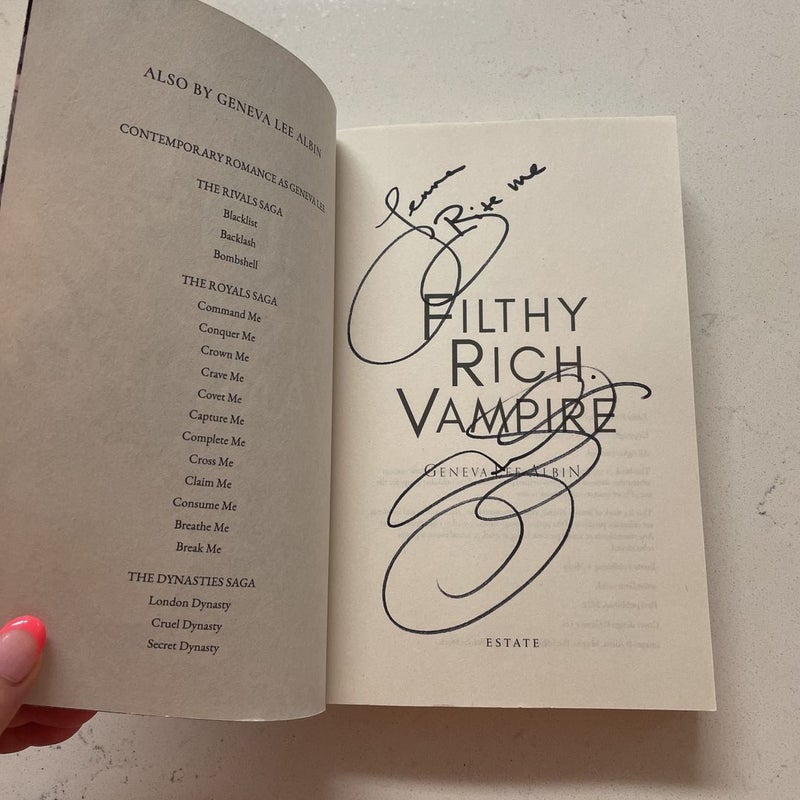 ALSO BY GENEVA LEE ALBIN
CONTEMPORARY ROMANCE AS GENEVA LEE
THE RIVALS SAGA
Blacklist
Backlash
Bombshell
THE ROYALS SAGA
Command Me
Conquer Me
Crown Me
Crave Me
Covet Me
Capture Me
Complete Me
Cross Me
Claim Me
Consume Me
Breathe Me
Break Me
THE DYNASTIES SAGA
London Dynasty
Cruel Dynasty
Secret Dynasty
Bite me
FILTHY
RICH
VAMPIRE
GENEVA LEE ALBIN
ESTATE